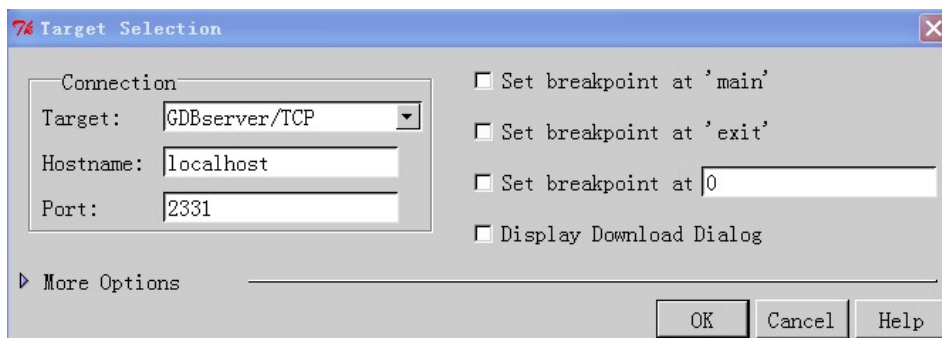 Target Selection
Connection
Target: GDBserver/TCP
Hostname: localhost
Port: 2331
Set breakpoint at 'main'
Set breakpoint at 'exit'
Set breakpoint at 0
Display Download Dialog
More Options
OK Cancel Help